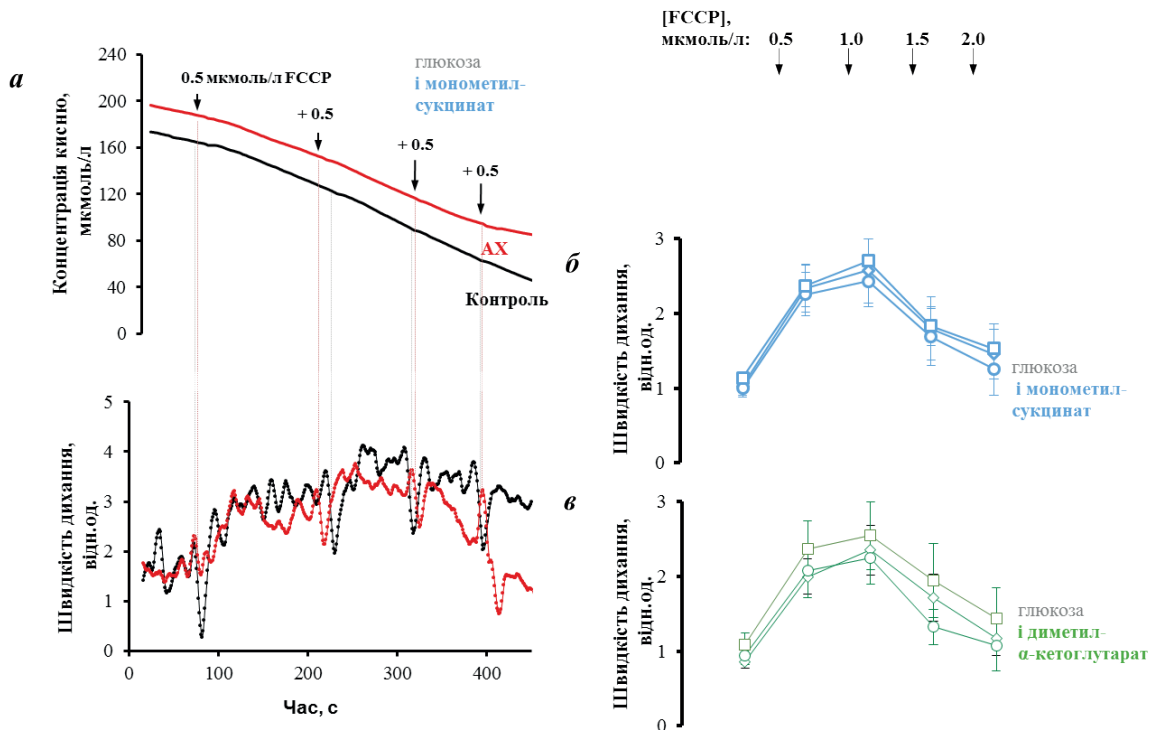 а
240
200
160
120
80
40
0
Концентрація кисню,
мкмоль/л
0.5 мкмоль/л FCCP
+ 0.5
+ 0.5
+ 0.5
глюкоза
і монометил-
сукцинат
АХ
Контроль
5
4
3
2
1
0
Швидкість дихання,
відн.од.
0
100
200
300
400
Час, с
[FCCP],
мкмоль/л:
0.5
1.0
1.5
2.0
б
3
2
1
0
Швидкість дихання,
відн.од.
глюкоза
і монометил-
сукцинат
в
3
2
1
0
Швидкість дихання,
відн.од.
глюкоза
і диметил-
α-кетоглутарат